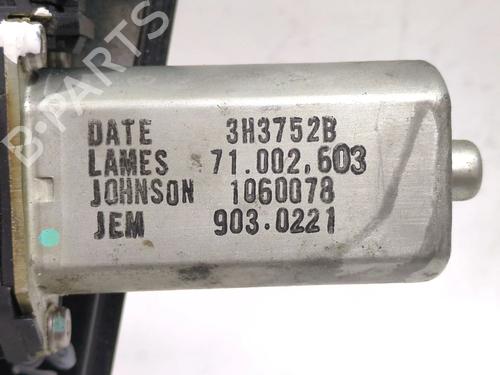 DATE 3H3752B
LAMES 71.002.603
JOHNSON 1060078
JEM 903.0221
B-PARTS